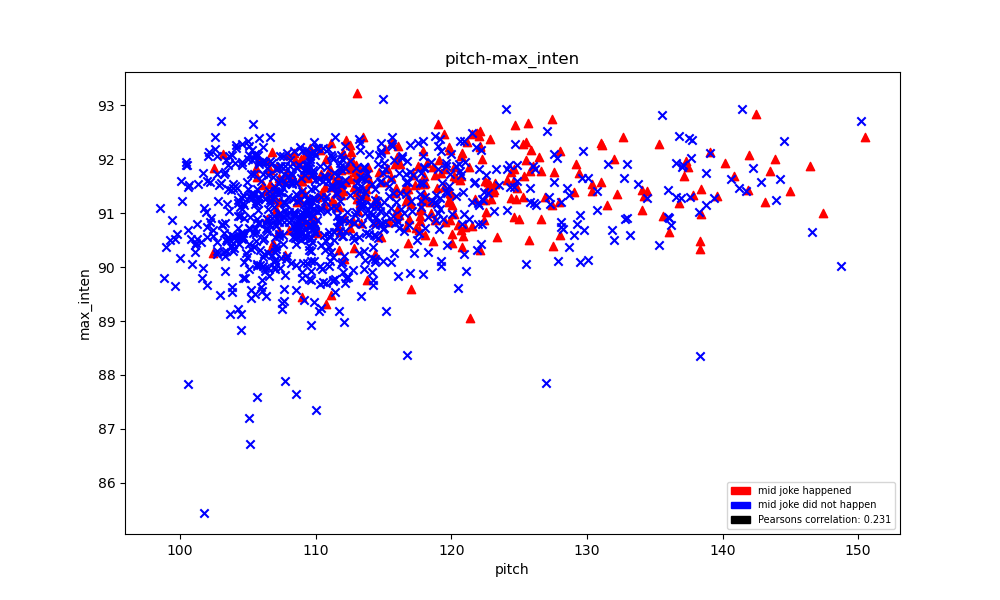 pitch-max_inten
max_inten
93
92
91
90
89
88
87
86
100
110
120
130
140
150
pitch
mid joke happened
mid joke did not happen
Pearsons correlation: 0.231